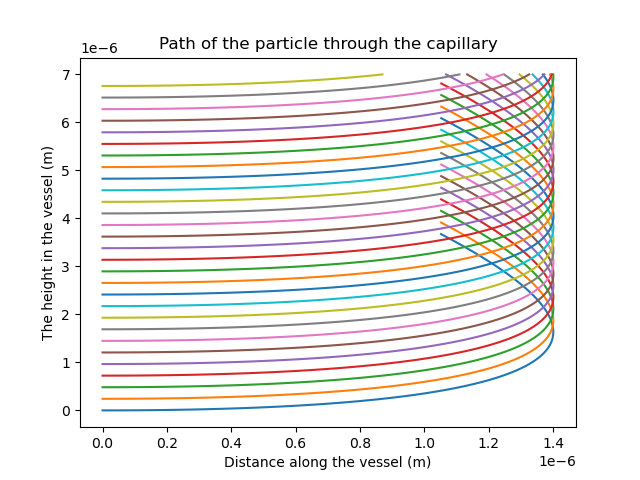 Path of the particle through the capillary
1e−6
7
6
5
4
3
2
1
0
The height in the vessel (m)
0.0 0.2 0.4 0.6 0.8 1.0 1.2 1.4
Distance along the vessel (m)
1e−6